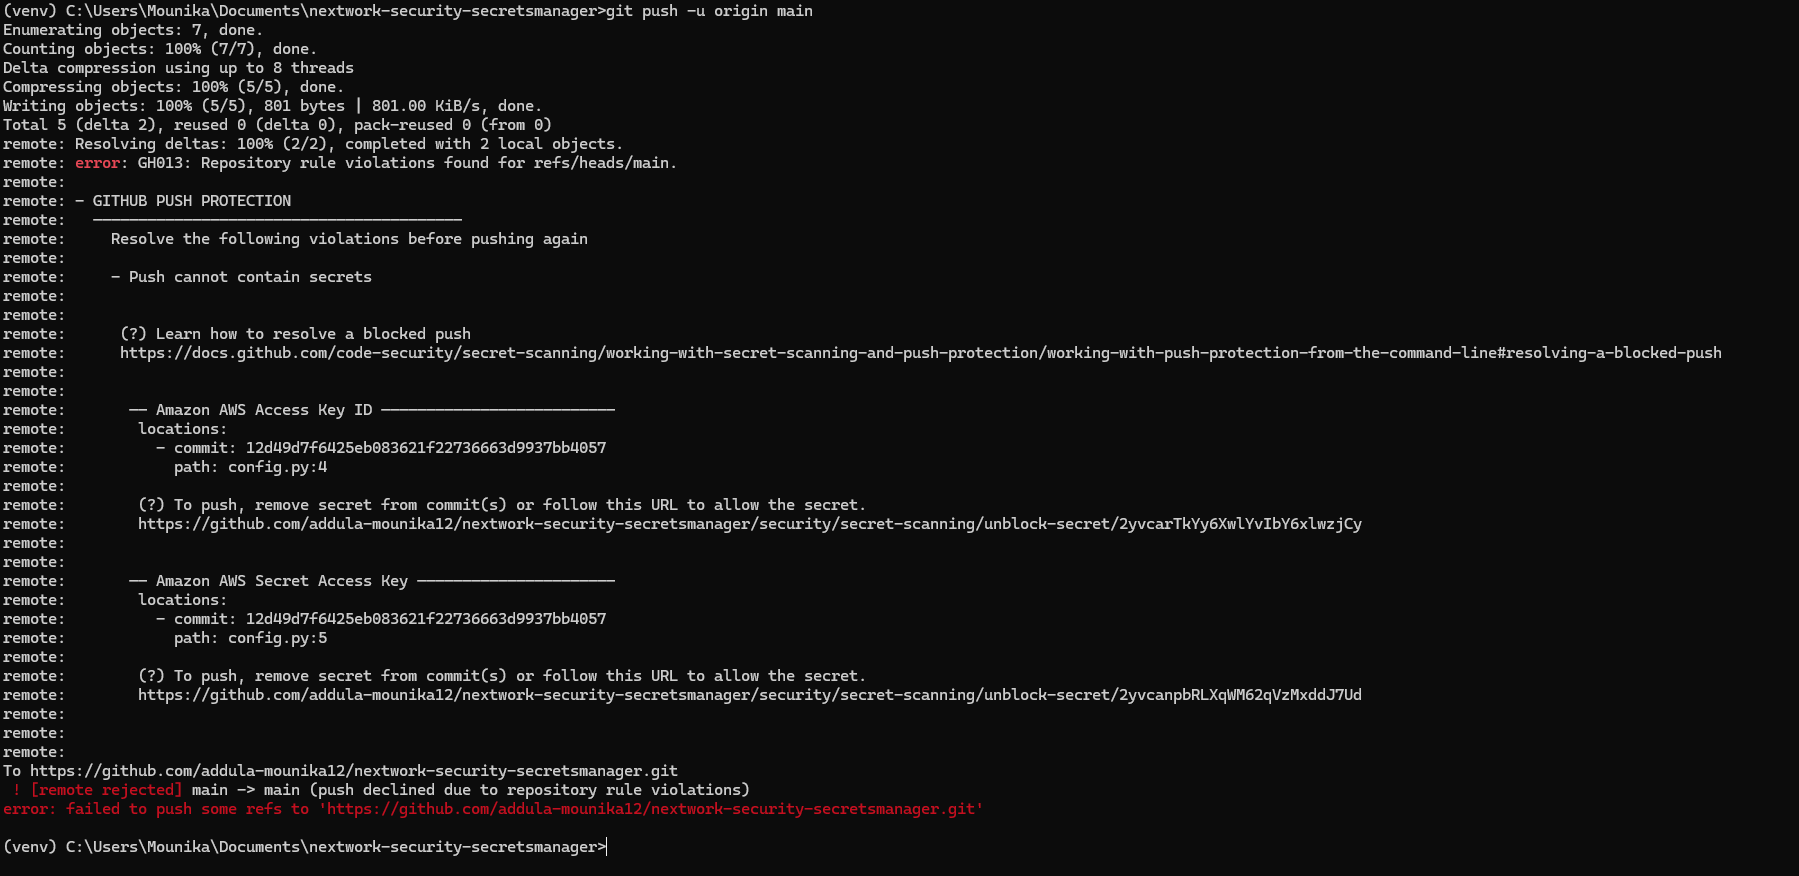 (venv) C:\Users\Mounika\Documents\nextwork-security-secretsmanager>git push -u origin main
Enumerating objects: 7, done.
Counting objects: 100% (7/7), done.
Delta compression using up to 8 threads
Compressing objects: 100% (5/5), done.
Writing objects: 100% (5/5), 801 bytes | 801.00 KiB/s, done.
Total 5 (delta 2), reused 0 (delta 0), pack-reused 0 (from 0)
remote: Resolving deltas: 100% (2/2), completed with 2 local objects.
remote: error: GH013: Repository rule violations found for refs/heads/main.
remote:
remote: - GITHUB PUSH PROTECTION
remote:   —————————————————————————————————————————
remote:     Resolve the following violations before pushing again
remote:
remote:     - Push cannot contain secrets
remote:
remote:
remote:      (?) Learn how to resolve a blocked push
remote:      https://docs.github.com/code-security/secret-scanning/working-with-secret-scanning-and-push-protection/working-with-push-protection-from-the-command-line#resolving-a-blocked-push
remote:
remote:
remote:       —— Amazon AWS Access Key ID ——————————————————————————
remote:        locations:
remote:          - commit: 12d49d7f6425eb083621f22736663d9937bb4057
remote:            path: config.py:4
remote:
remote:        (?) To push, remove secret from commit(s) or follow this URL to allow the secret.
remote:        https://github.com/addula-mounika12/nextwork-security-secretsmanager/security/secret-scanning/unblock-secret/2yvcarTkYy6XwlYvIbY6xlwzjCy
remote:
remote:
remote:       —— Amazon AWS Secret Access Key ——————————————————————
remote:        locations:
remote:          - commit: 12d49d7f6425eb083621f22736663d9937bb4057
remote:            path: config.py:5
remote:
remote:        (?) To push, remove secret from commit(s) or follow this URL to allow the secret.
remote:        https://github.com/addula-mounika12/nextwork-security-secretsmanager/security/secret-scanning/unblock-secret/2yvcanpbRLXqWM62qVzMxddJ7Ud
remote:
remote:
remote:
To https://github.com/addula-mounika12/nextwork-security-secretsmanager.git
 ! [remote rejected] main -> main (push declined due to repository rule violations)
error: failed to push some refs to 'https://github.com/addula-mounika12/nextwork-security-secretsmanager.git'
(venv) C:\Users\Mounika\Documents\nextwork-security-secretsmanager>